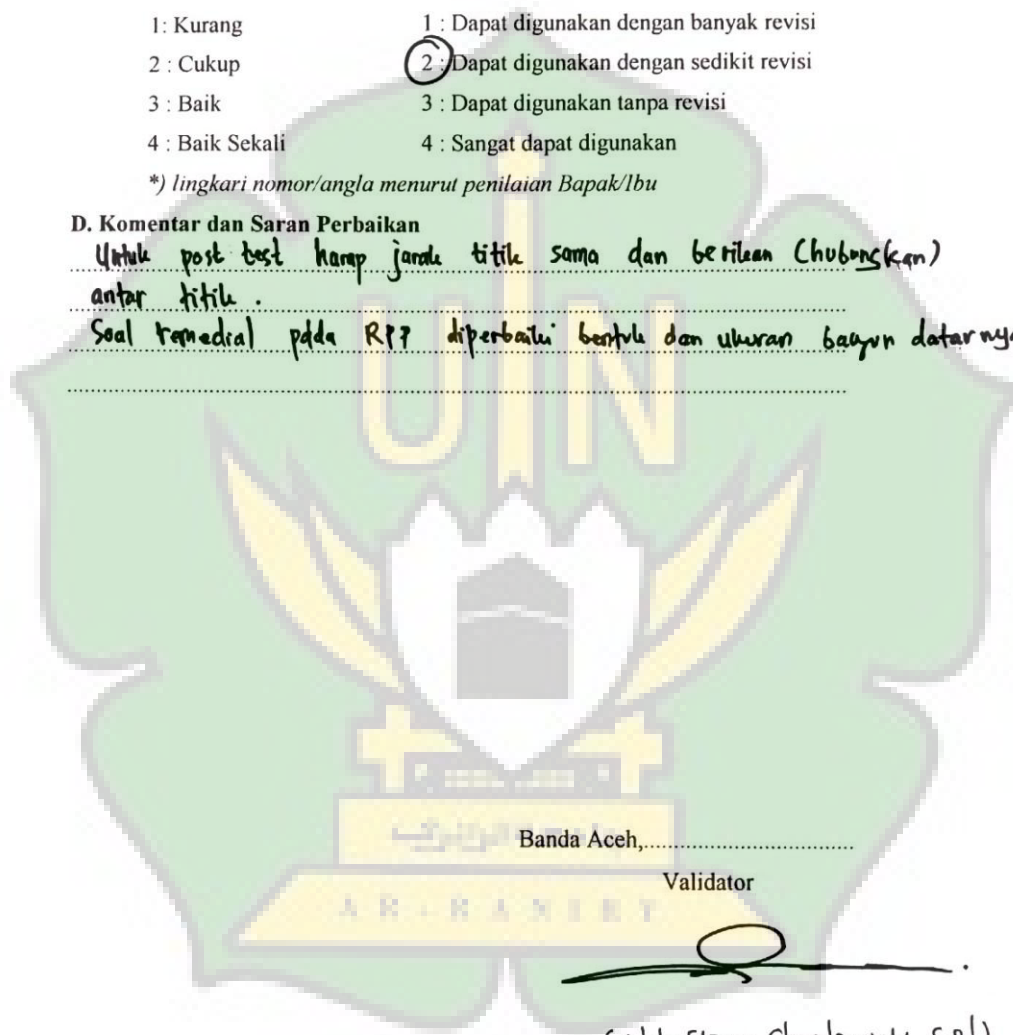 1: Kurang 1 : Dapat digunakan dengan banyak revisi
2 : Cukup 2 : Dapat digunakan dengan sedikit revisi
3 : Baik 3 : Dapat digunakan tanpa revisi
4 : Baik Sekali 4 : Sangat dapat digunakan
*) lingkari nomor/angla menurut penilaian Bapak/Ibu
D. Komentar dan Saran Perbaikan
Untuk post test harap jarak titik sama dan berikan (hubungkan)
antar titik.
Soal remedial pada RPP diperbaiki bentuk dan ukuran bangun datarnya
UIN
Banda Aceh,
Validator
AR-RANIRY